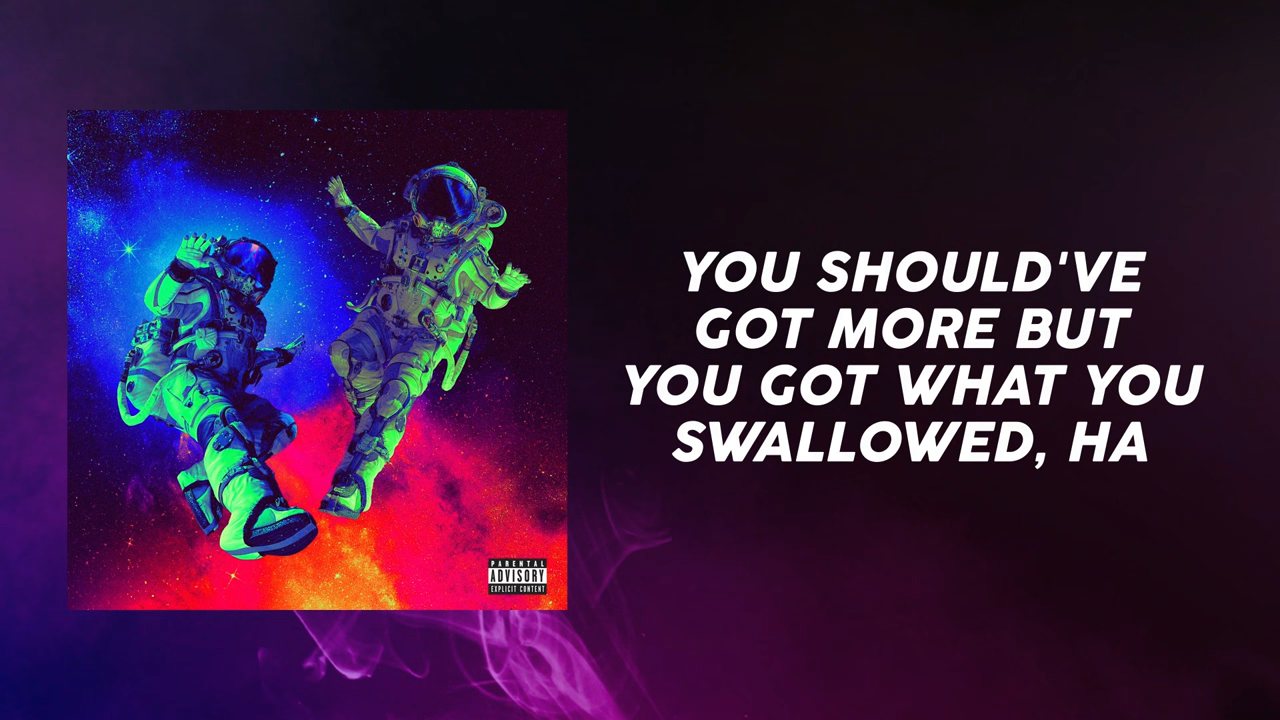 YOU SHOULD'VE
GOT MORE BUT
YOU GOT WHAT YOU
SWALLOWED, HA
PARENTAL
ADVISORY
EXPLICIT CONTENT